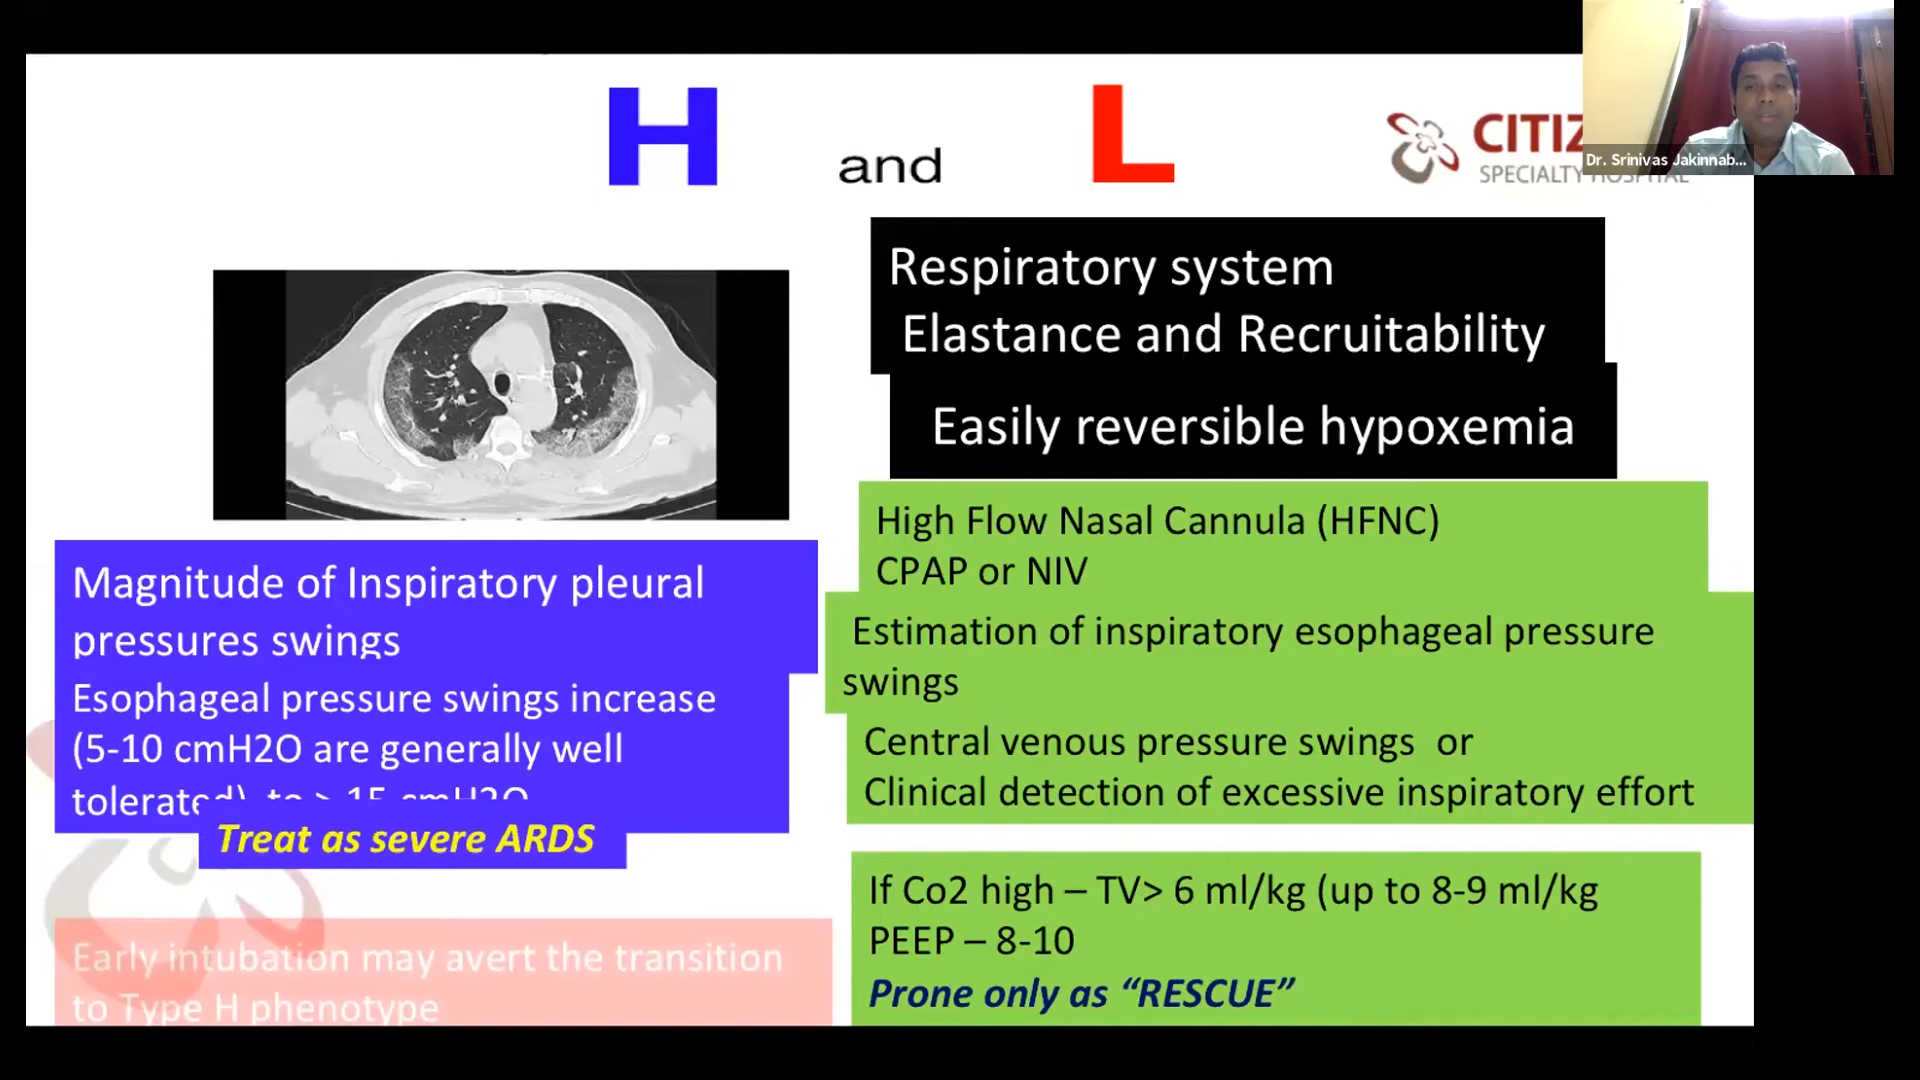 H and L
CITIZ
SPECIALTY HOSPITAL
Dr. Srinivas Jakinnab...
Respiratory system
Elastance and Recruitability
Easily reversible hypoxemia
High Flow Nasal Cannula (HFNC)
CPAP or NIV
Estimation of inspiratory esophageal pressure
swings
Central venous pressure swings or
Clinical detection of excessive inspiratory effort
If Co2 high – TV> 6 ml/kg (up to 8-9 ml/kg
PEEP – 8-10
Prone only as “RESCUE”
Magnitude of Inspiratory pleural
pressures swings
Esophageal pressure swings increase
(5-10 cmH2O are generally well
tolerated) to > 15 cmH2O
Treat as severe ARDS
Early intubation may avert the transition
to Type H phenotype